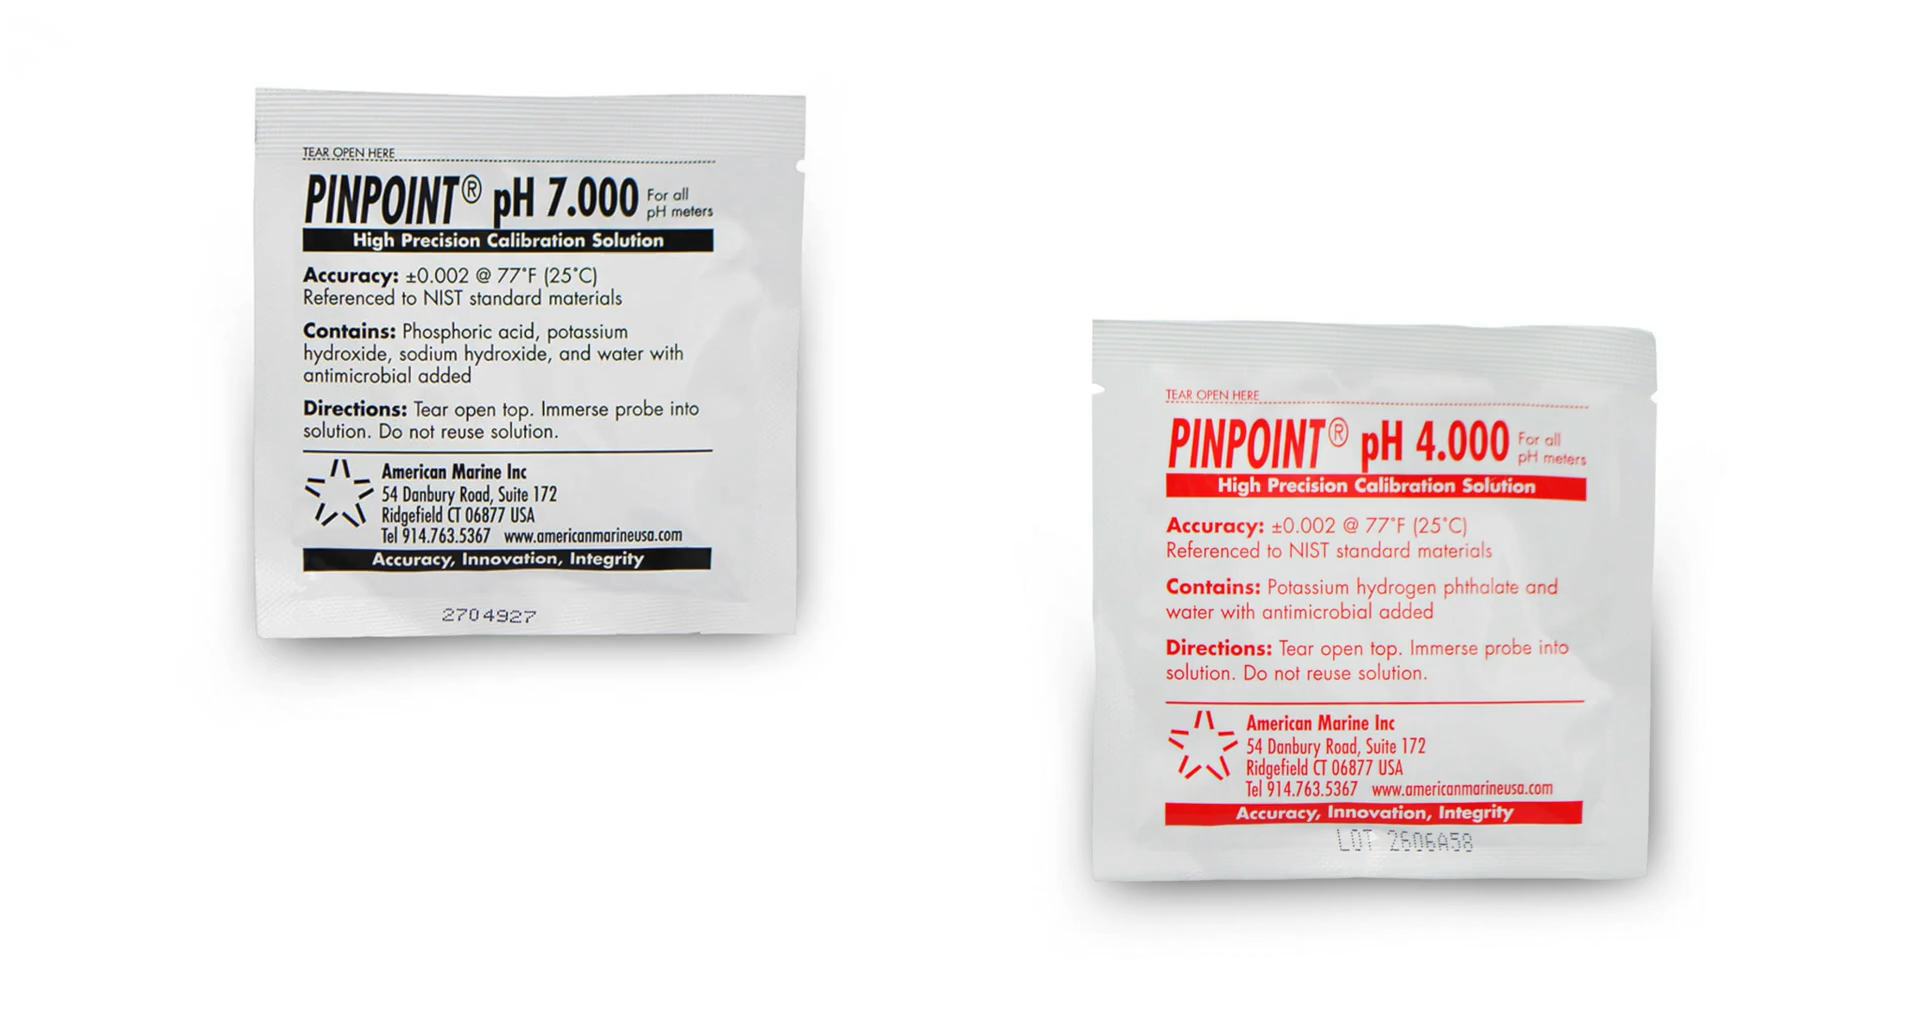 TEAR OPEN HERE
PINPOINT® pH 7.000 For all pH meters
High Precision Calibration Solution
Accuracy: ±0.002 @ 77°F (25°C)
Referenced to NIST standard materials
Contains: Phosphoric acid, potassium
hydroxide, sodium hydroxide, and water with
antimicrobial added
Directions: Tear open top. Immerse probe into
solution. Do not reuse solution.
American Marine Inc
54 Danbury Road, Suite 172
Ridgefield CT 06877 USA
Tel 914.763.5367 www.americanmarineusa.com
Accuracy, Innovation, Integrity
2704927
TEAR OPEN HERE
PINPOINT® pH 4.000 For all pH meters
High Precision Calibration Solution
Accuracy: ±0.002 @ 77°F (25°C)
Referenced to NIST standard materials
Contains: Potassium hydrogen phthalate and
water with antimicrobial added
Directions: Tear open top. Immerse probe into
solution. Do not reuse solution.
American Marine Inc
54 Danbury Road, Suite 172
Ridgefield CT 06877 USA
Tel 914.763.5367 www.americanmarineusa.com
Accuracy, Innovation, Integrity
LOT 2606A58